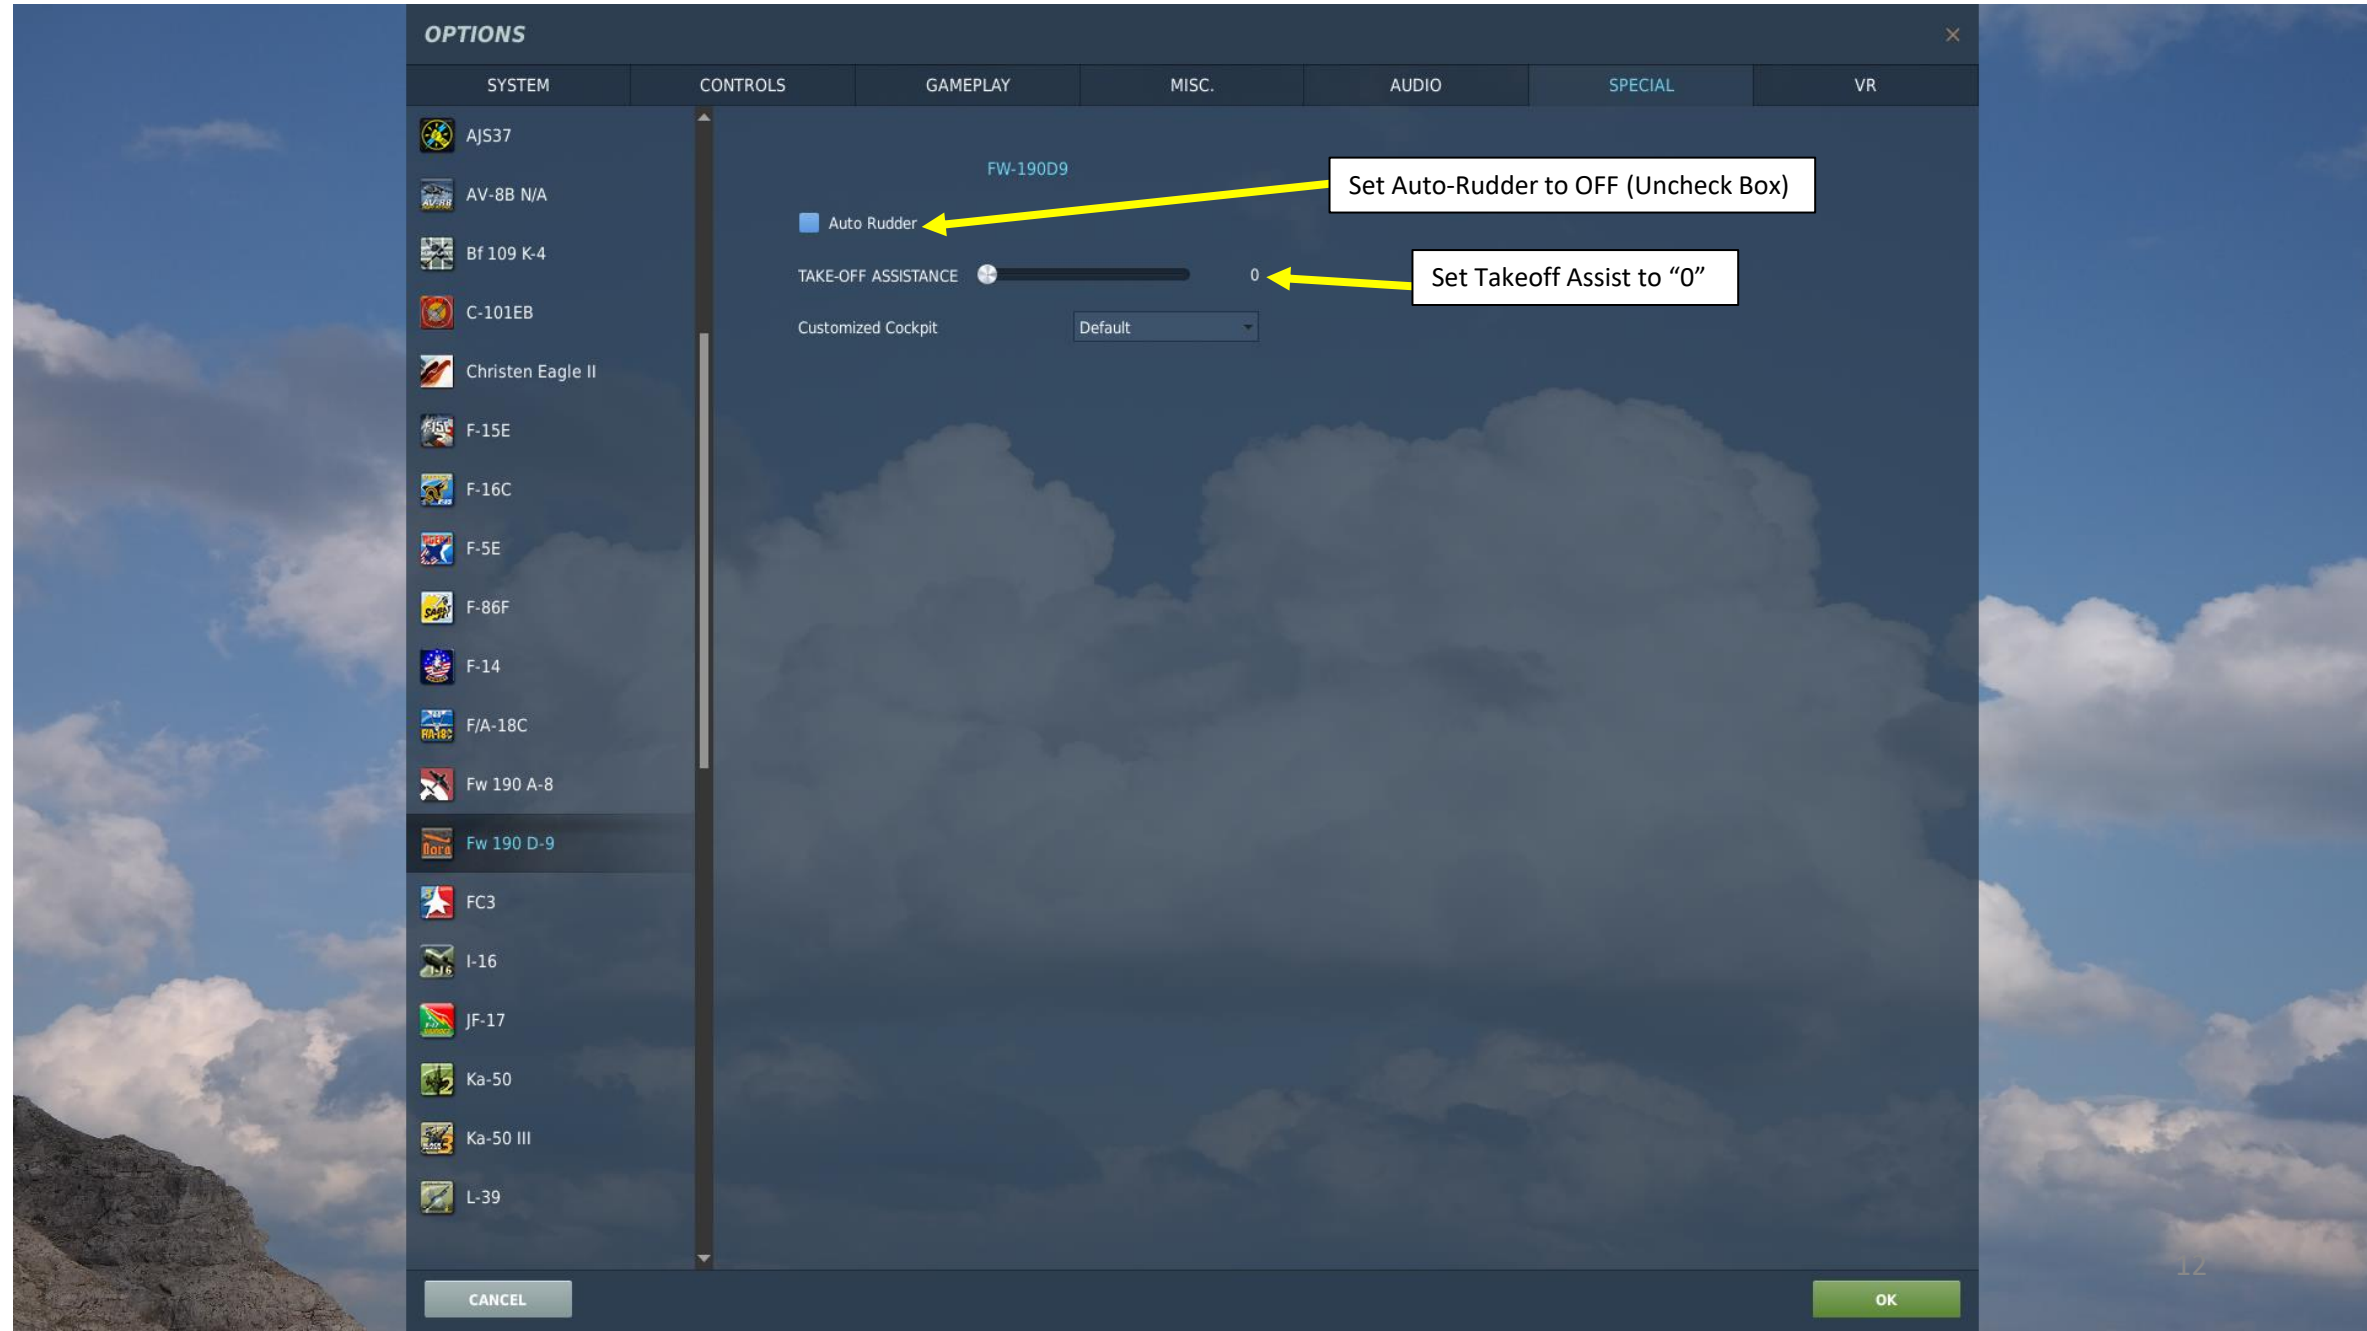 OPTIONS
SYSTEM CONTROLS GAMEPLAY MISC. AUDIO SPECIAL VR
AJS37
AV-8B N/A
Bf 109 K-4
C-101EB
Christen Eagle II
F-15E
F-16C
F-5E
F-86F
F-14
F/A-18C
Fw 190 A-8
Fw 190 D-9
FC3
I-16
JF-17
Ka-50
Ka-50 III
L-39
FW-190D9
Set Auto-Rudder to OFF (Uncheck Box)
Auto Rudder
Set Takeoff Assist to “0”
TAKE-OFF ASSISTANCE 0
Customized Cockpit Default
12
CANCEL OK